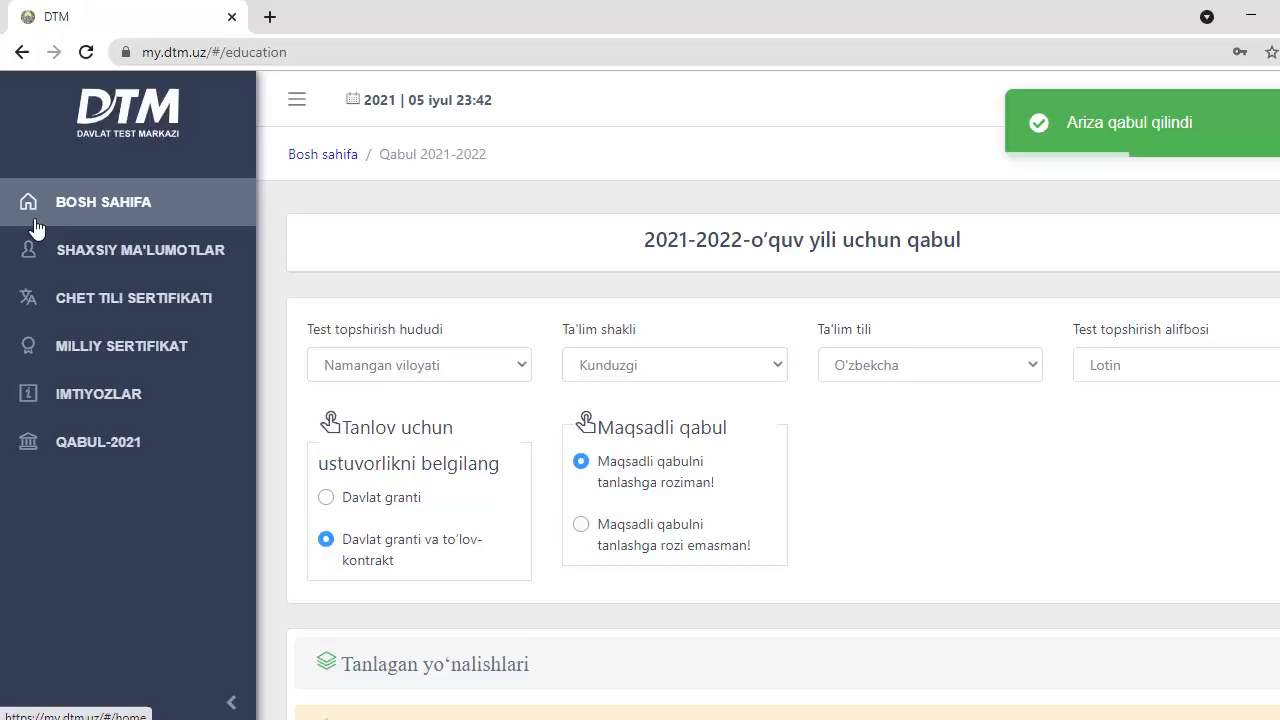 DTM
my.dtm.uz/#/education
DTM
DAVLAT TEST MARKAZI
2021 | 05 iyul 23:42
Ariza qabul qilindi
Bosh sahifa / Qabul 2021-2022
BOSH SAHIFA
SHAXSIY MA'LUMOTLAR
CHET TILI SERTIFIKATI
MILLIY SERTIFIKAT
IMTIYOZLAR
QABUL-2021
2021-2022-o‘quv yili uchun qabul
Test topshirish hududi
Ta'lim shakli
Ta'lim tili
Test topshirish alifbosi
Namangan viloyati
Kunduzgi
O'zbekcha
Lotin
Tanlov uchun
ustuvorlikni belgilang
Davlat granti
Davlat granti va to‘lov-
kontrakt
Maqsadli qabul
Maqsadli qabulni
tanlashga roziman!
Maqsadli qabulni
tanlashga rozi emasman!
Tanlagan yo‘nalishlari
https://my.dtm.uz/#/home